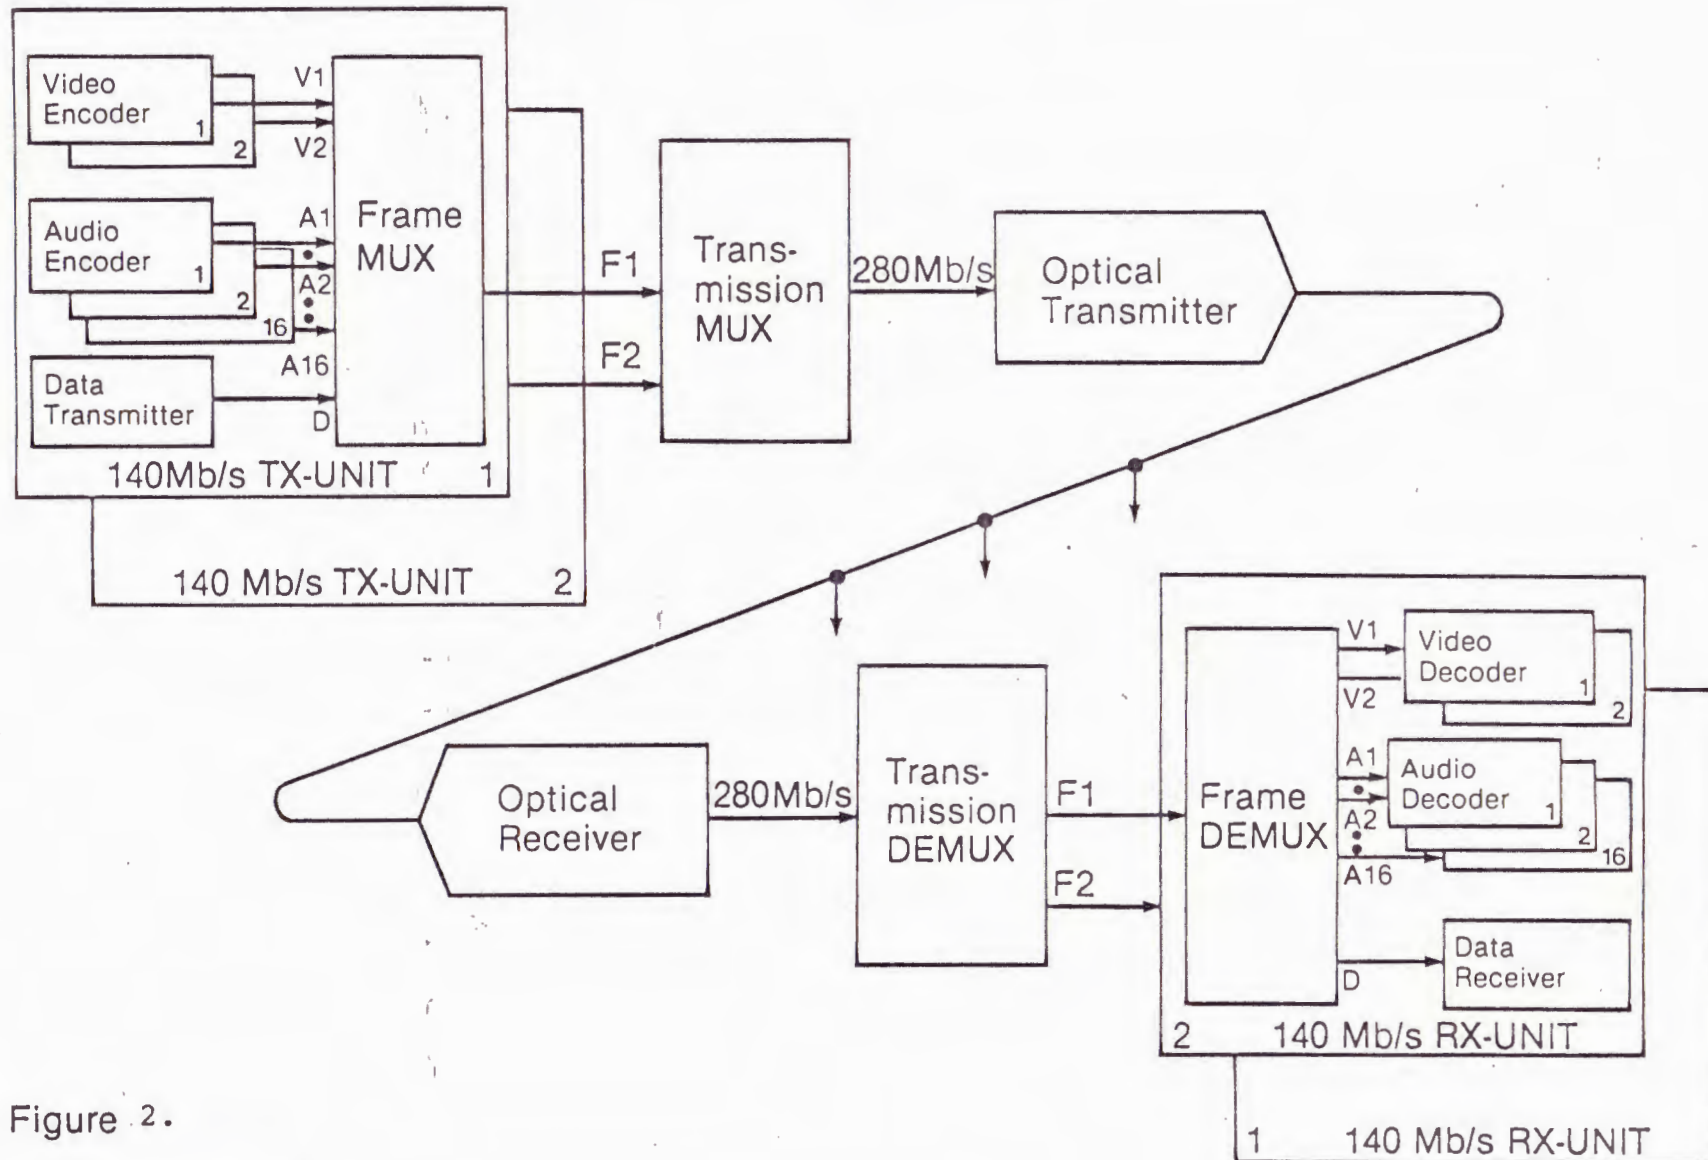 Video
Encoder
1
2
V1
V2
Audio
Encoder
1
2
16
A1
A2
A16
Data
Transmitter
D
Frame
MUX
140Mb/s TX-UNIT 1
140 Mb/s TX-UNIT 2
F1
F2
Trans-
mission
MUX
280Mb/s
Optical
Transmitter
Optical
Receiver
280Mb/s
Trans-
mission
DEMUX
F1
F2
Frame
DEMUX
V1
V2
Video
Decoder
1
2
A1
A2
A16
Audio
Decoder
1
2
16
D
Data
Receiver
2 140 Mb/s RX-UNIT
1 140 Mb/s RX-UNIT
Figure 2.